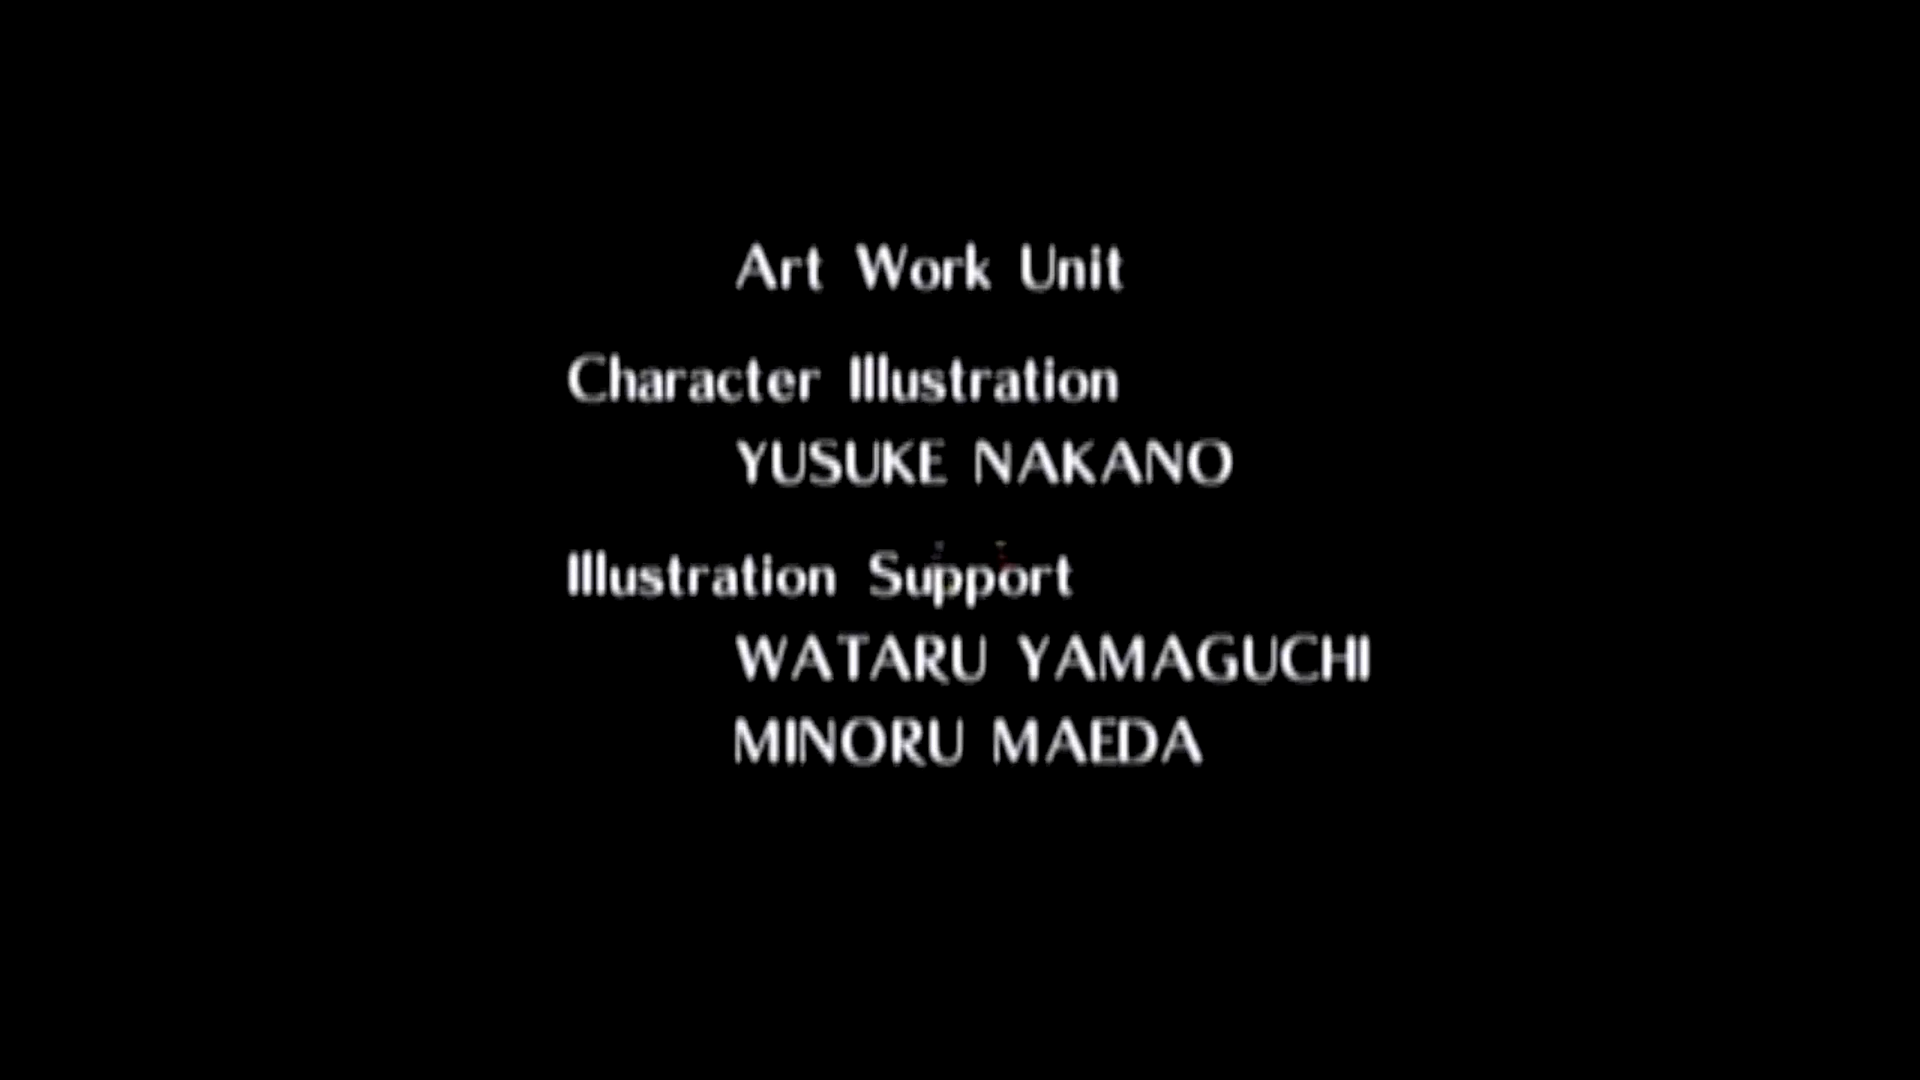 Art Work Unit
Character Illustration
YUSUKE NAKANO
Illustration Support
WATARU YAMAGUCHI
MINORU MAEDA